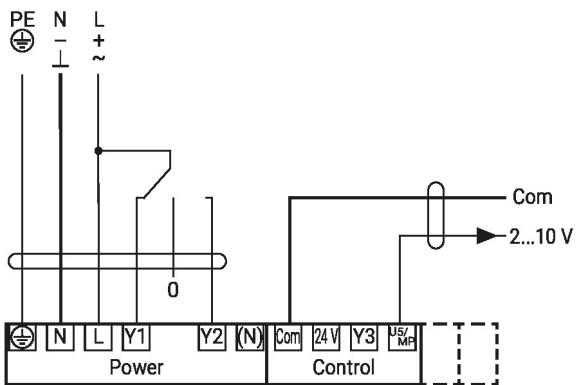 PE N L
⏚ − +
⊥ ~
Com
2...10 V
0
⏚ N L Y1 Y2 (N) Com 24 V Y3 U5/MP
Power Control